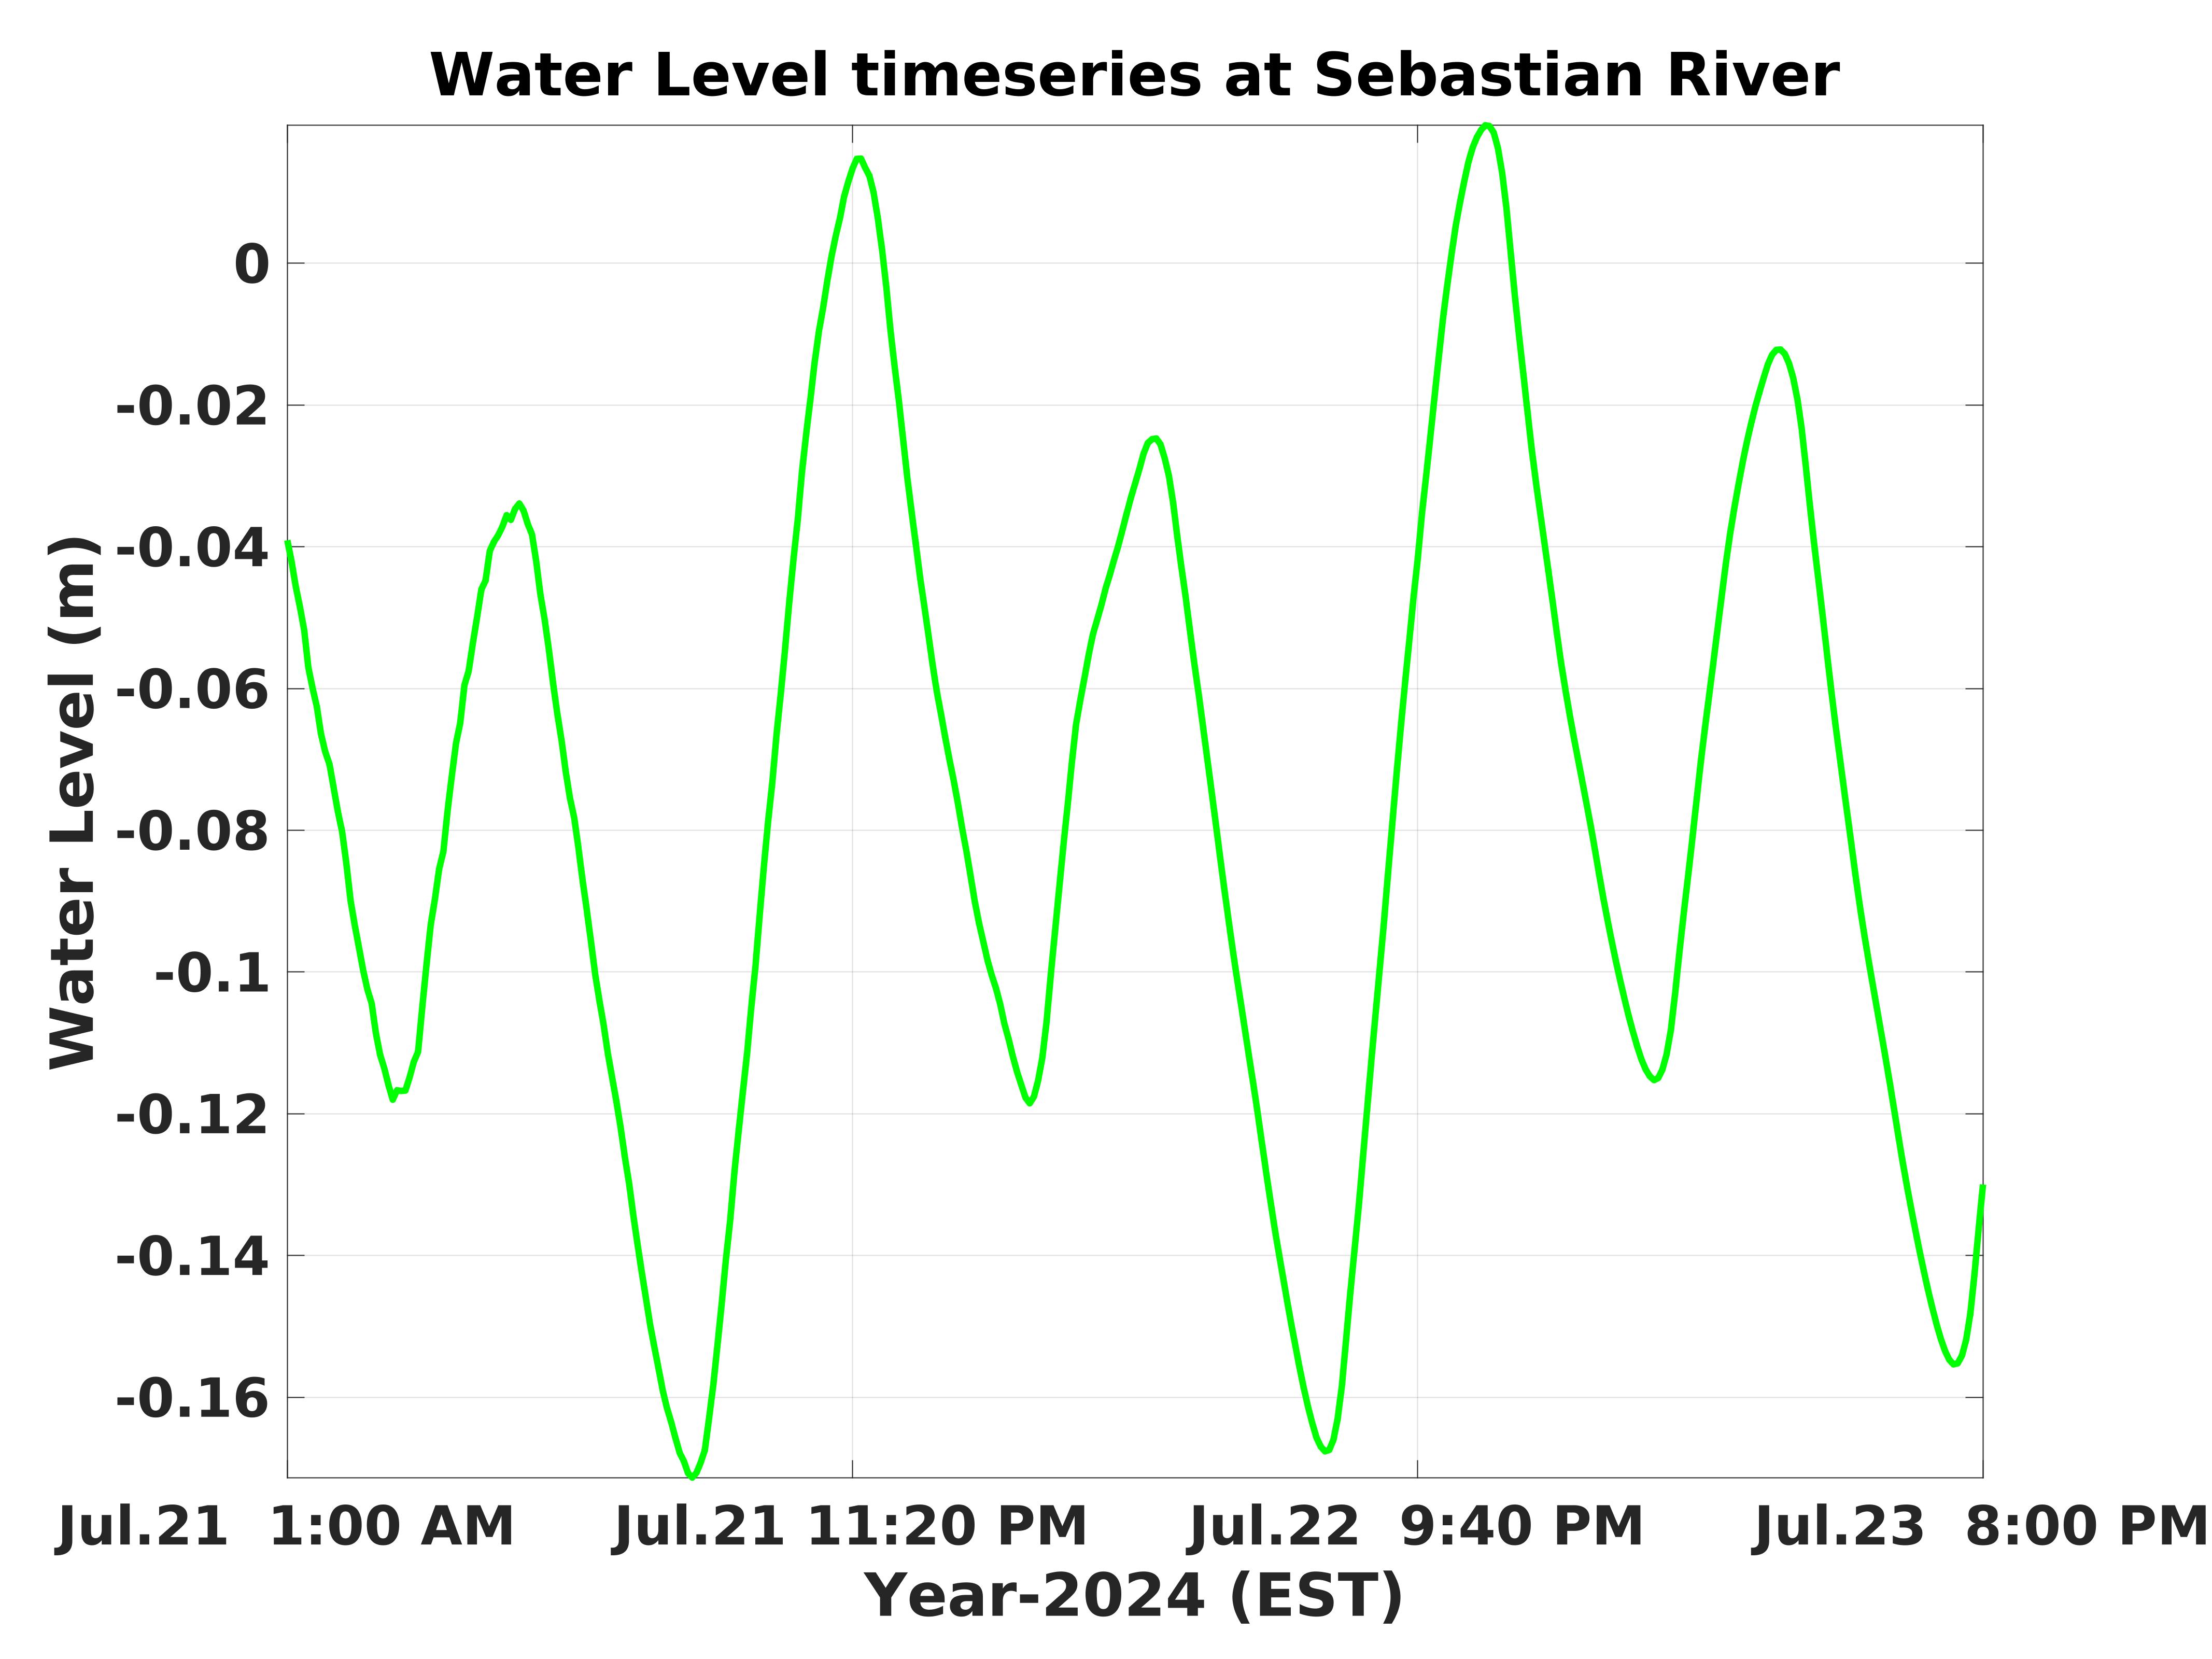 Water Level timeseries at Sebastian River
Water Level (m)
0
-0.02
-0.04
-0.06
-0.08
-0.1
-0.12
-0.14
-0.16
Jul.21 1:00 AM
Jul.21 11:20 PM
Jul.22 9:40 PM
Jul.23 8:00 PM
Year-2024 (EST)